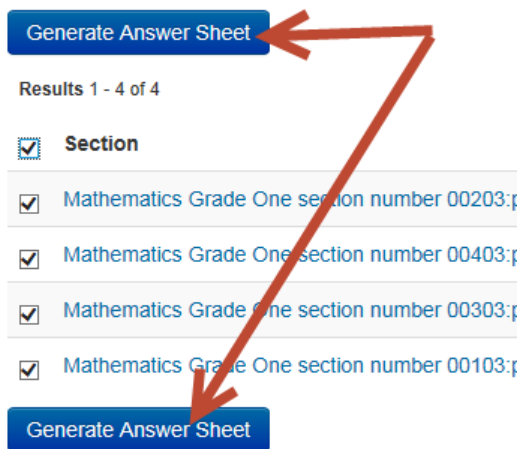 Generate Answer Sheet
Results 1 - 4 of 4
Section
Mathematics Grade One section number 00203:p
Mathematics Grade One section number 00403:p
Mathematics Grade One section number 00303:p
Mathematics Grade One section number 00103:p
Generate Answer Sheet